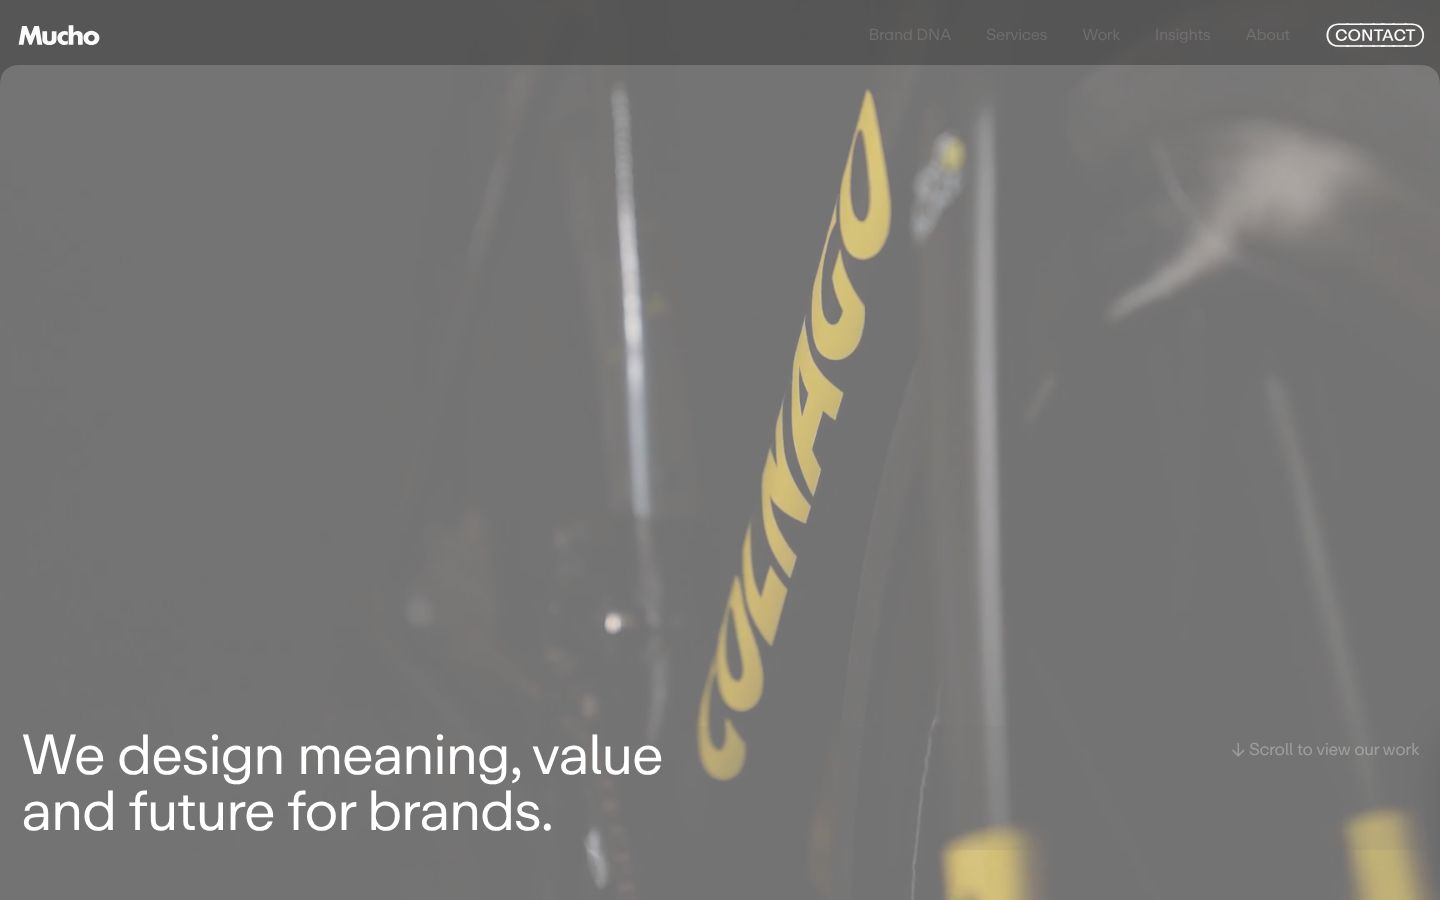 Mucho
Brand DNA
Services
Work
Insights
About
CONTACT
COLNAGO
We design meaning, value
and future for brands.
↓ Scroll to view our work